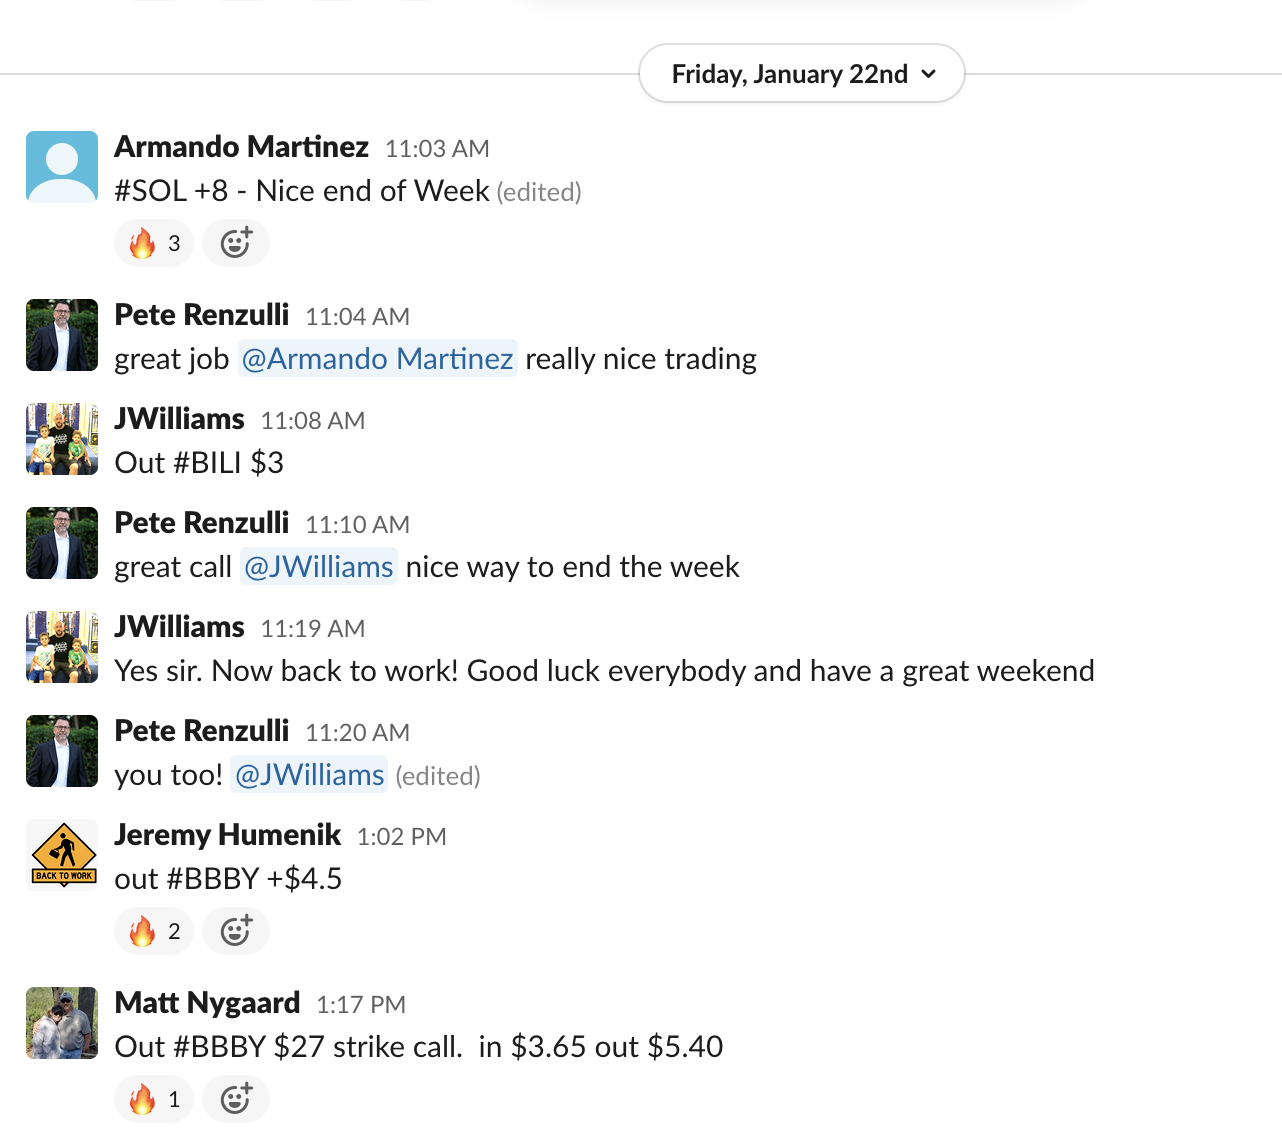 Friday, January 22nd
Armando Martinez 11:03 AM
#SOL +8 - Nice end of Week (edited)
3
Pete Renzulli 11:04 AM
great job @Armando Martinez really nice trading
JWilliams 11:08 AM
Out #BILI $3
Pete Renzulli 11:10 AM
great call @JWilliams nice way to end the week
JWilliams 11:19 AM
Yes sir. Now back to work! Good luck everybody and have a great weekend
Pete Renzulli 11:20 AM
you too! @JWilliams (edited)
Jeremy Humenik 1:02 PM
BACK TO WORK
out #BBBY +$4.5
2
Matt Nygaard 1:17 PM
Out #BBBY $27 strike call.  in $3.65 out $5.40
1